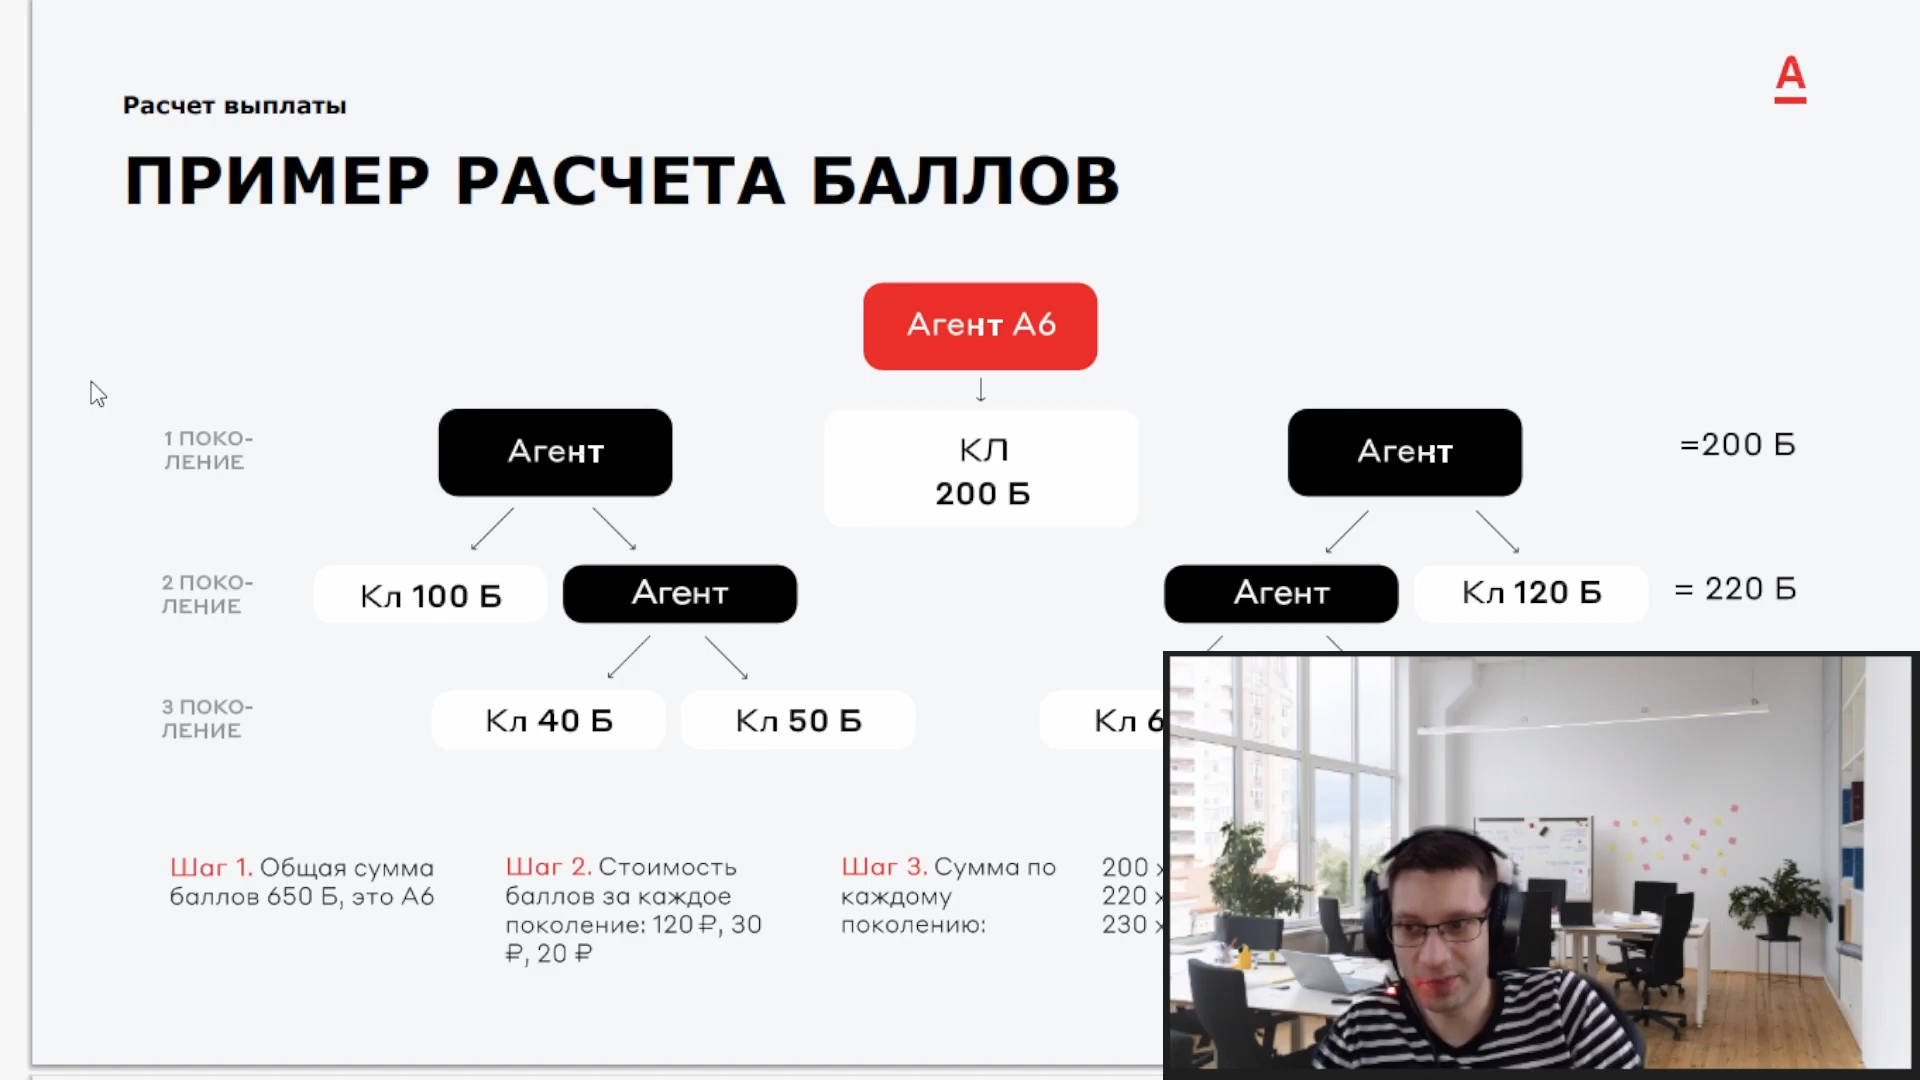 А
Расчет выплаты
ПРИМЕР РАСЧЕТА БАЛЛОВ
Агент А6
1 ПОКО-
ЛЕНИЕ
Агент
КЛ
200 Б
Агент
=200 Б
2 ПОКО-
ЛЕНИЕ
Кл 100 Б
Агент
Агент
Кл 120 Б
= 220 Б
3 ПОКО-
ЛЕНИЕ
Кл 40 Б
Кл 50 Б
Кл
Шаг 1. Общая сумма
баллов 650 Б, это А6
Шаг 2. Стоимость
баллов за каждое
поколение: 120 ₽, 30
₽, 20 ₽
Шаг 3. Сумма по
каждому
поколению:
200
220
230